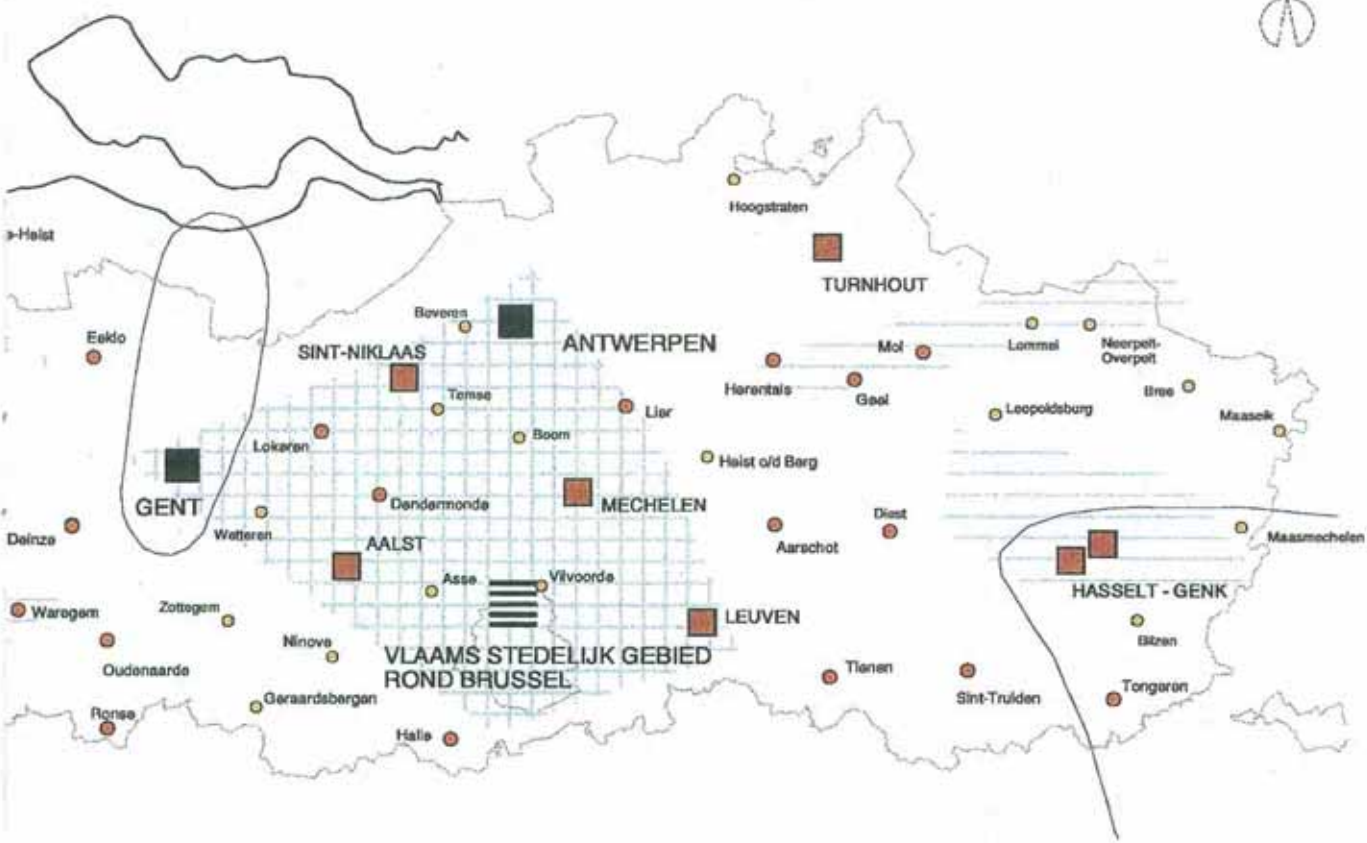 Hoogstraten
-Heist
TURNHOUT
Beveren
Eeklo
ANTWERPEN
SINT-NIKLAAS
Mol
Lommel
Neerpelt-
Overpelt
Herentals
Geel
Bree
Temse
Lier
Leopoldsburg
Maaseik
Lokeren
Boom
Heist o/d Berg
GENT
Dendermonde
MECHELEN
Deinze
Wetteren
Aarschot
Diest
Maasmechelen
AALST
Asse
Vilvoorde
HASSELT - GENK
Waregem
Zottegem
LEUVEN
Bilzen
Oudenaarde
Ninove
VLAAMS STEDELIJK GEBIED
ROND BRUSSEL
Tienen
Sint-Truiden
Tongeren
Geraardsbergen
Ronse
Halle